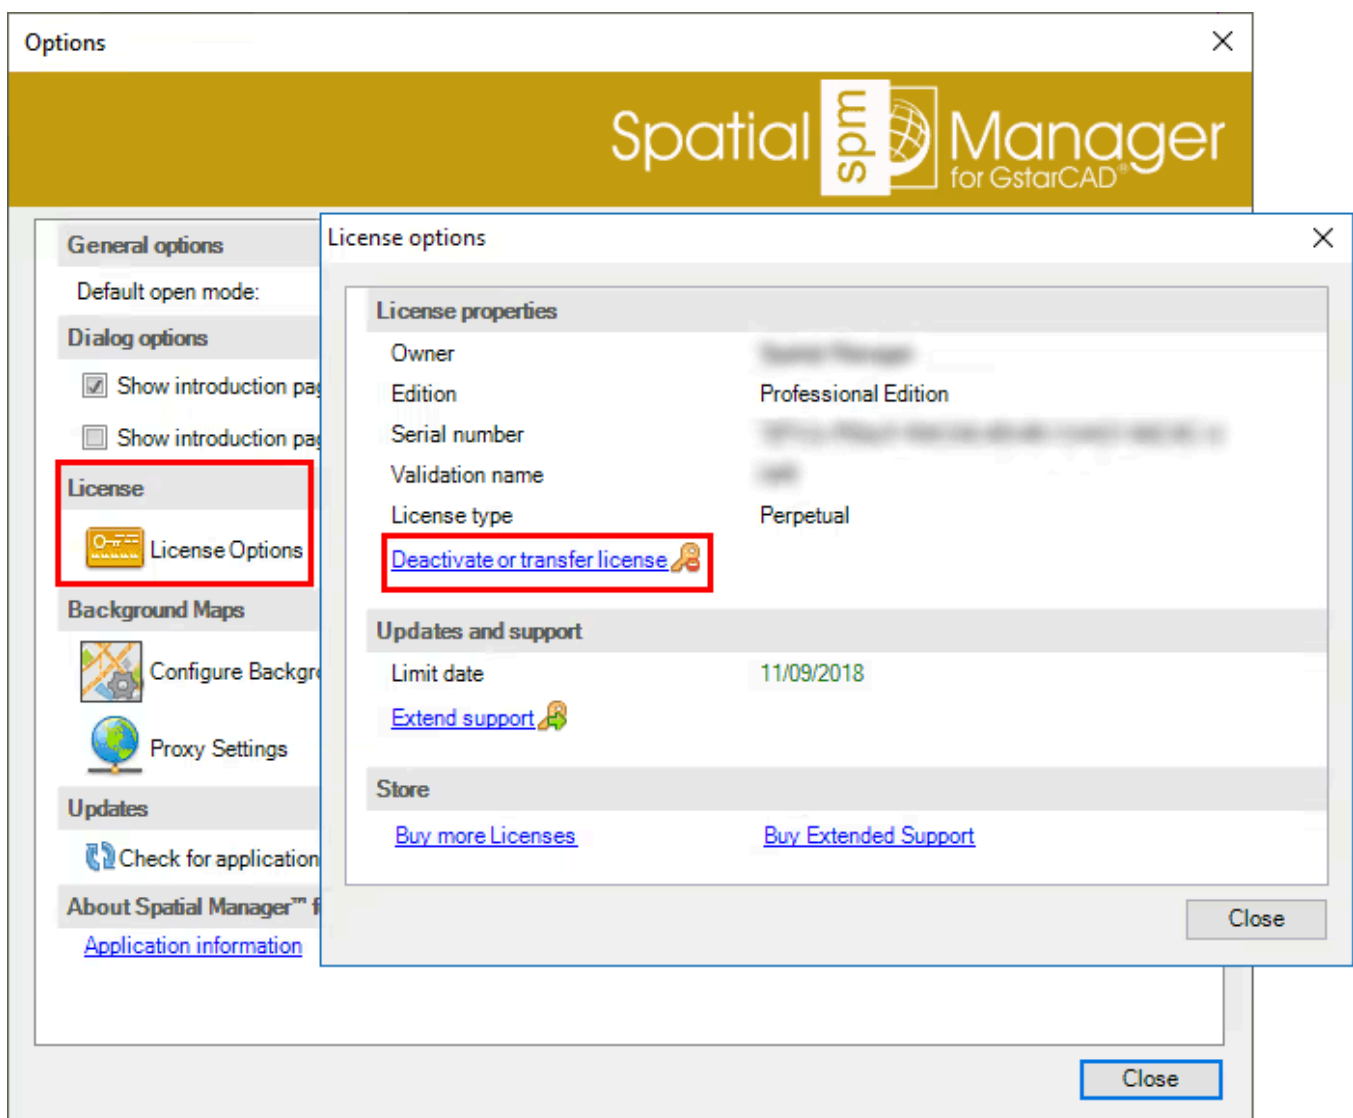 Options
Spatial spm Manager
for GstarCAD®
General options
Default open mode:
Dialog options
Show introduction pag
Show introduction pag
License
License Options
Background Maps
Configure Backgr
Proxy Settings
Updates
Check for application
About Spatial Manager™ f
Application information
Close
License options
License properties
Owner
Edition Professional Edition
Serial number
Validation name
License type Perpetual
Deactivate or transfer license
Updates and support
Limit date 11/09/2018
Extend support
Store
Buy more Licenses Buy Extended Support
Close